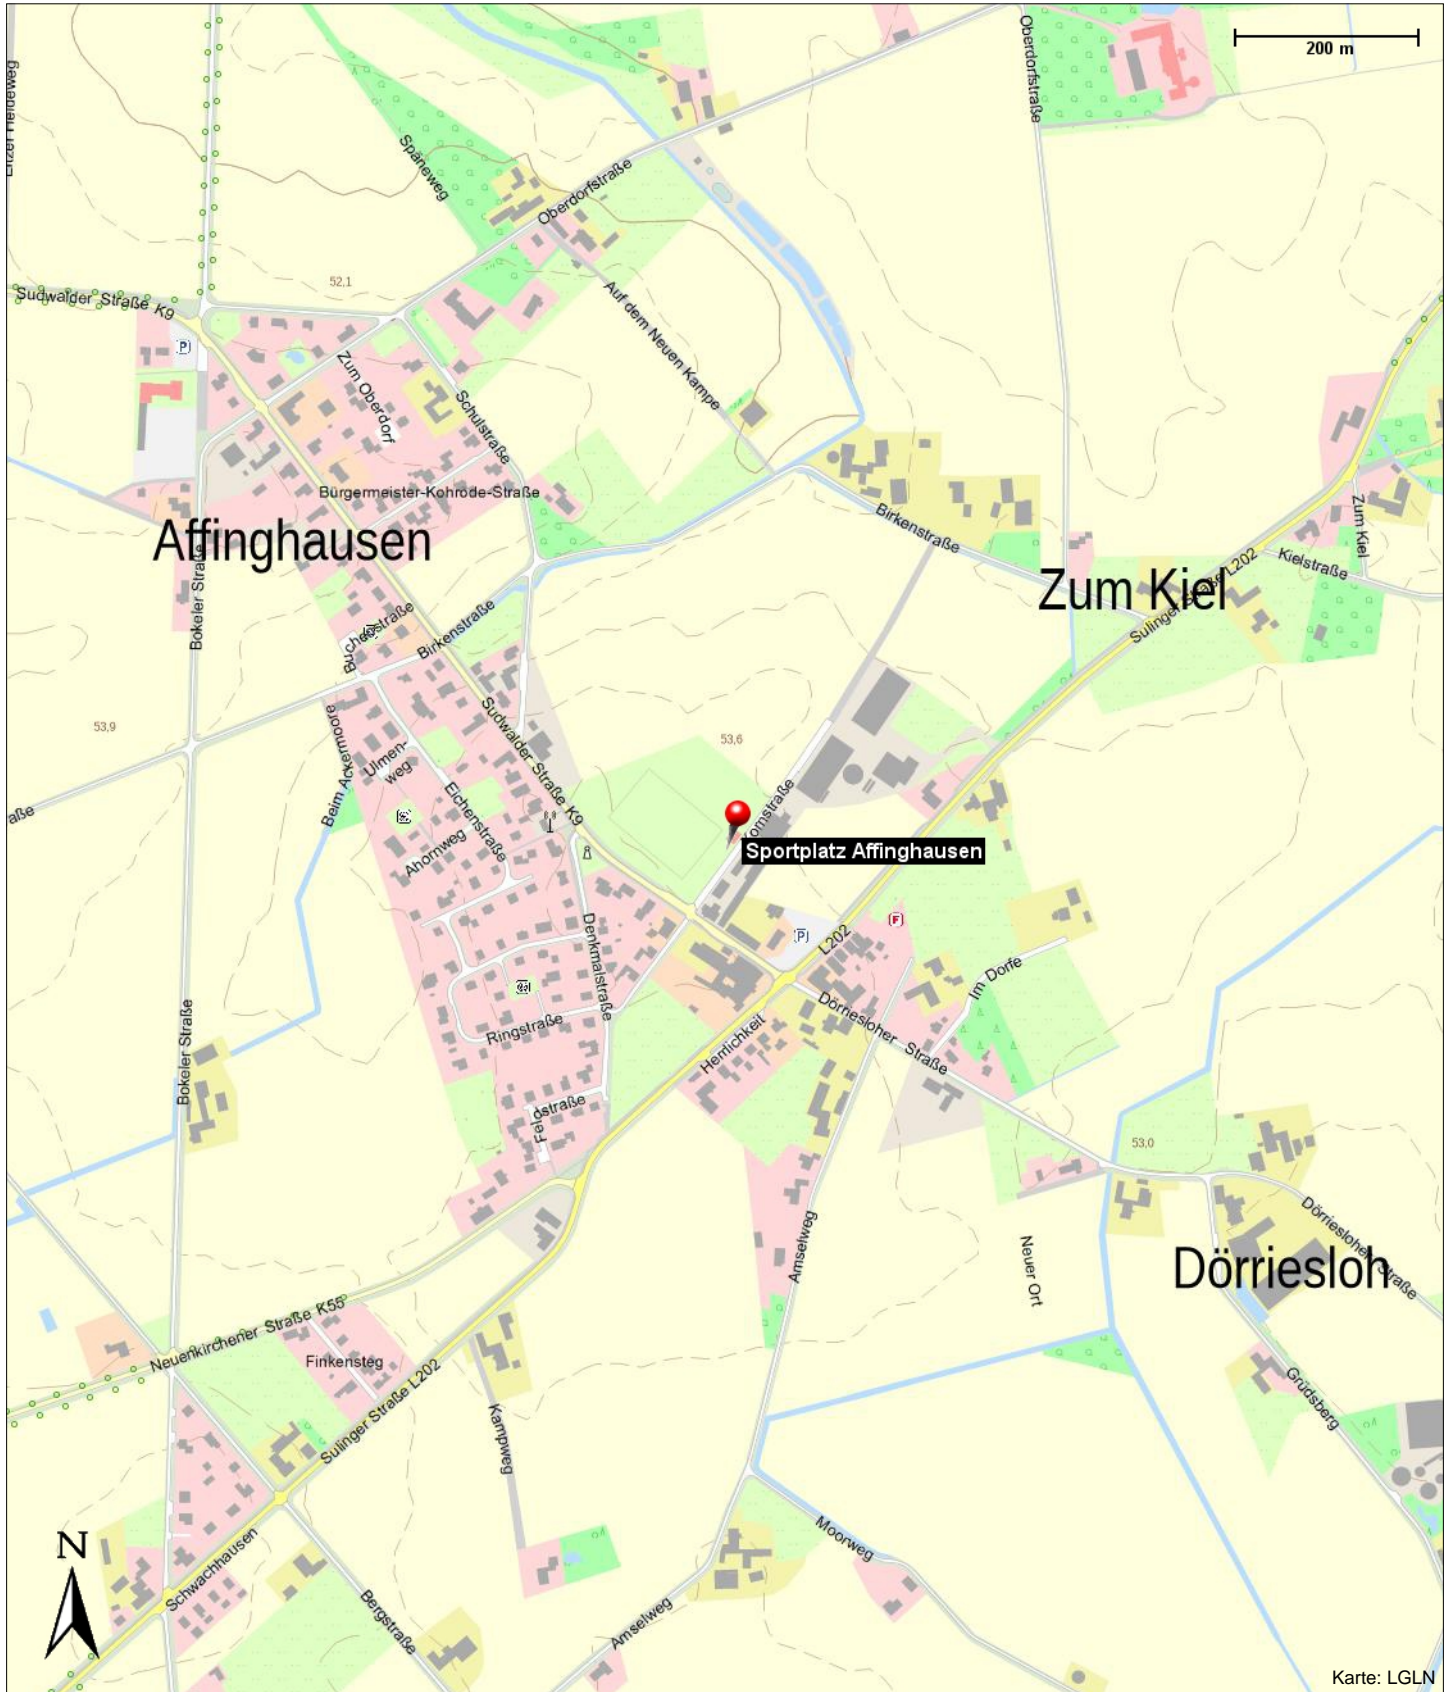 200 m
Oberdorfstraße
Späneweg
Oberdorfstraße
52,1
Sudwalder Straße K9
Auf dem Neuen Kampe
P
Zum Oberdorf
Schulstraße
Bürgermeister-Kohrode-Straße
Affinghausen
Bokeler Straße
Birkenstraße
Zum Kiel
Kielstraße
Zum Kiel
Sulinger Straße L202
Birkenstraße
53,9
Beim Ackermoore
Ulmen-
weg
Sudwalder Straße K9
53,6
Eichenstraße
Ahornweg
Sportplatz Affinghausen
Denkmalstraße
F
P
L202
Im Dorfe
Dörriesloher Straße
Bokeler Straße
Ringstraße
Herrlichkeit
53,0
Amselweg
Neuer Ort
Dörriesloher Straße
Dörriesloh
Neuenkirchener Straße K55
Finkensteg
Sulinger Straße L202
Kampweg
Grüdsberg
Moorweg
N
Schwachhausen
Bergstraße
Amselweg
Karte: LGLN